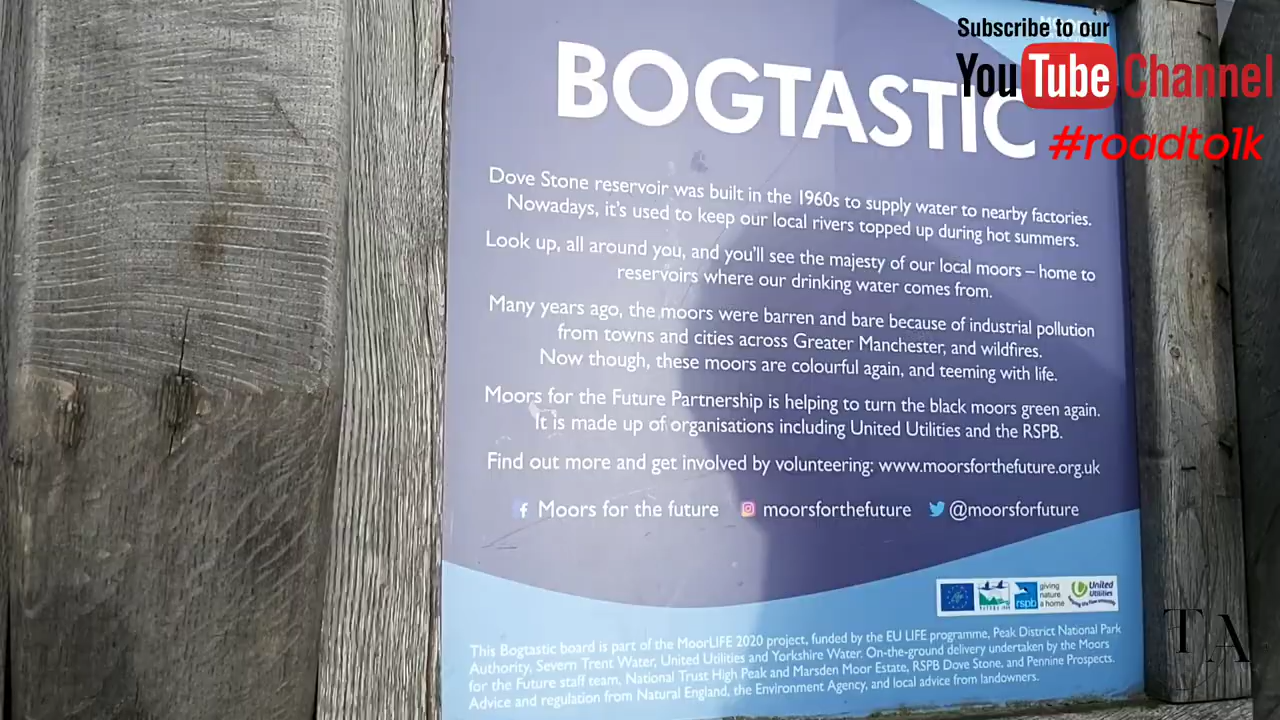 Subscribe to our
YouTube Channel
#roadto1k
BOGTASTIC
Dove Stone reservoir was built in the 1960s to supply water to nearby factories.
Nowadays, it's used to keep our local rivers topped up during hot summers.
Look up, all around you, and you'll see the majesty of our local moors – home to
reservoirs where our drinking water comes from.
Many years ago, the moors were barren and bare because of industrial pollution
from towns and cities across Greater Manchester, and wildfires.
Now though, these moors are colourful again, and teeming with life.
Moors for the Future Partnership is helping to turn the black moors green again.
It is made up of organisations including United Utilities and the RSPB.
Find out more and get involved by volunteering: www.moorsforthefuture.org.uk
Moors for the future moorsforthefuture @moorsforfuture
rspb giving nature a home United Utilities
This Bogtastic board is part of the MoorLIFE 2020 project, funded by the EU LIFE programme, Peak District National Park
Authority, Severn Trent Water, United Utilities and Yorkshire Water. On-the-ground delivery undertaken by the Moors
for the Future staff team, National Trust High Peak and Marsden Moor Estate, RSPB Dove Stone, and Pennine Prospects.
Advice and regulation from Natural England, the Environment Agency, and local advice from landowners.
TA